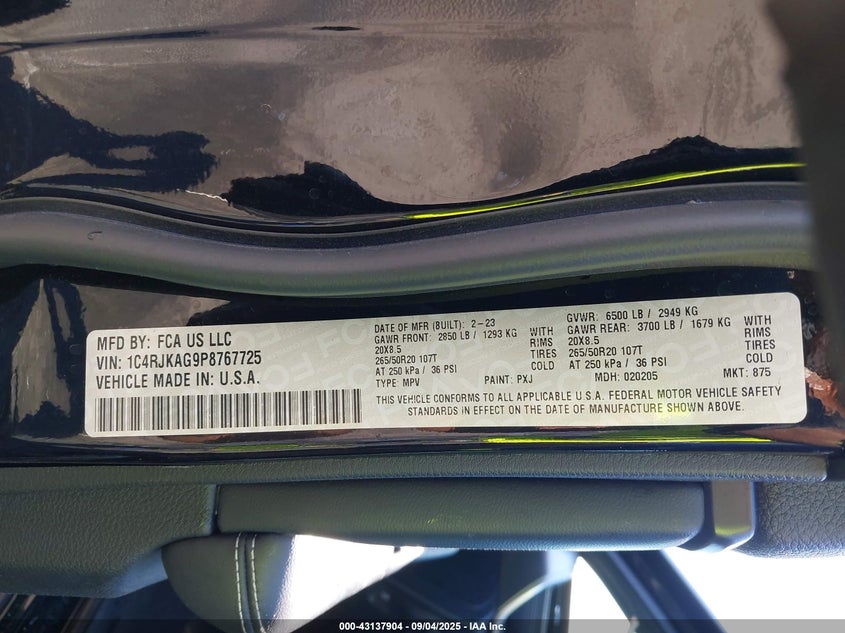 MFD BY: FCA US LLC
VIN: 1C4RJKAG9P8767725
VEHICLE MADE IN: U.S.A.
DATE OF MFR (BUILT): 2-23
GVWR: 6500 LB / 2949 KG
GAWR FRONT: 2850 LB / 1293 KG WITH
GAWR REAR: 3700 LB / 1679 KG WITH
20X8.5 RIMS
20X8.5 RIMS
265/50R20 107T TIRES
265/50R20 107T TIRES
AT 250 kPa / 36 PSI COLD
AT 250 kPa / 36 PSI COLD
TYPE: MPV PAINT: PXJ MDH: 020205 MKT: 875
THIS VEHICLE CONFORMS TO ALL APPLICABLE U.S.A. FEDERAL MOTOR VEHICLE SAFETY
STANDARDS IN EFFECT ON THE DATE OF MANUFACTURE SHOWN ABOVE.
000-43137904 - 09/04/2025 - IAA Inc.